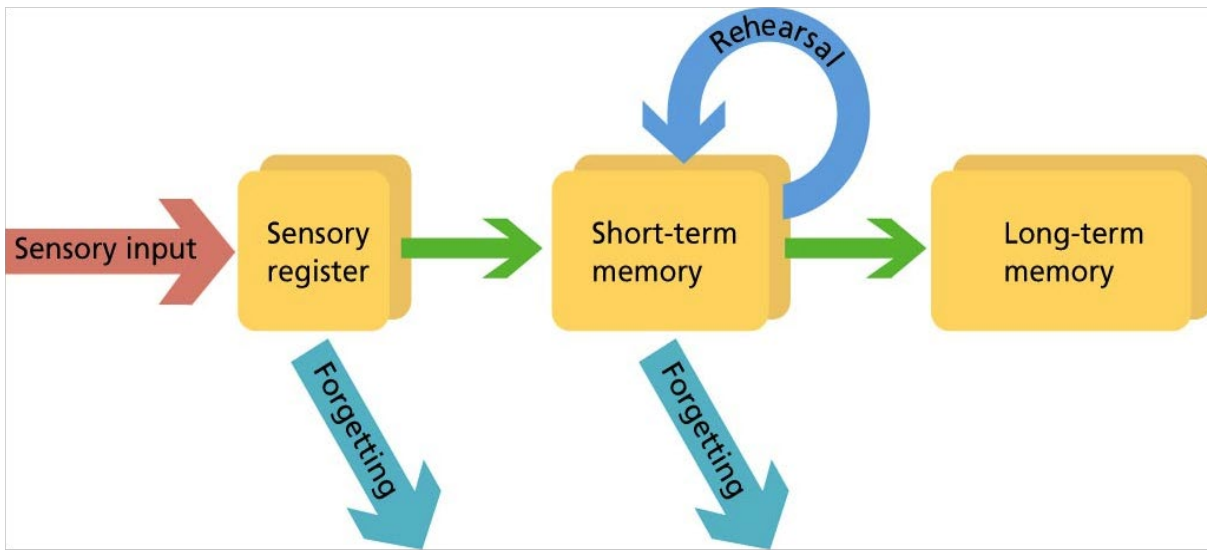 Rehearsal
Sensory input
Sensory
register
Short-term
memory
Long-term
memory
Forgetting
Forgetting